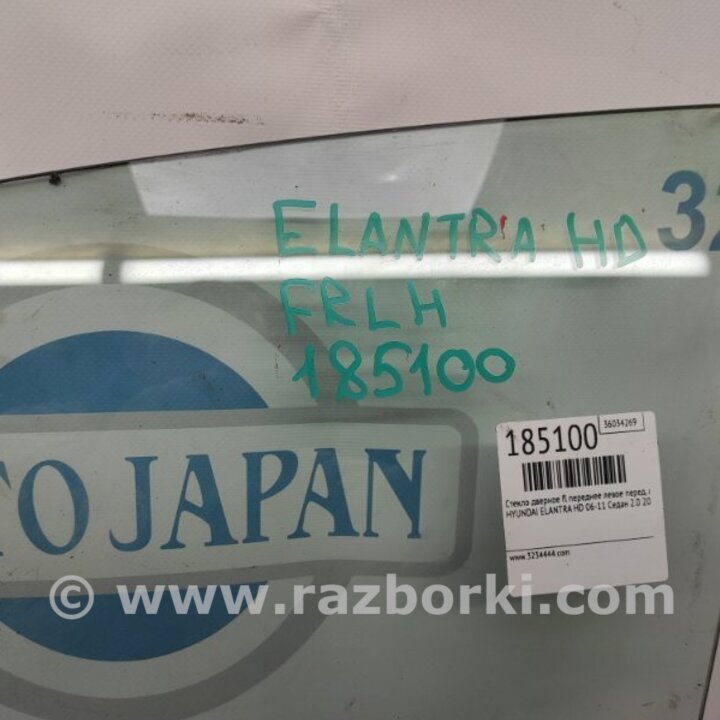 ELANTRA HD
FRLH
185100
32
TO JAPAN
185100
36034269
Стекло дверное fl переднее левое перед.
HYUNDAI ELANTRA HD 06-11 Седан 2.0 20
www.3234444.com
© www.razborki.com